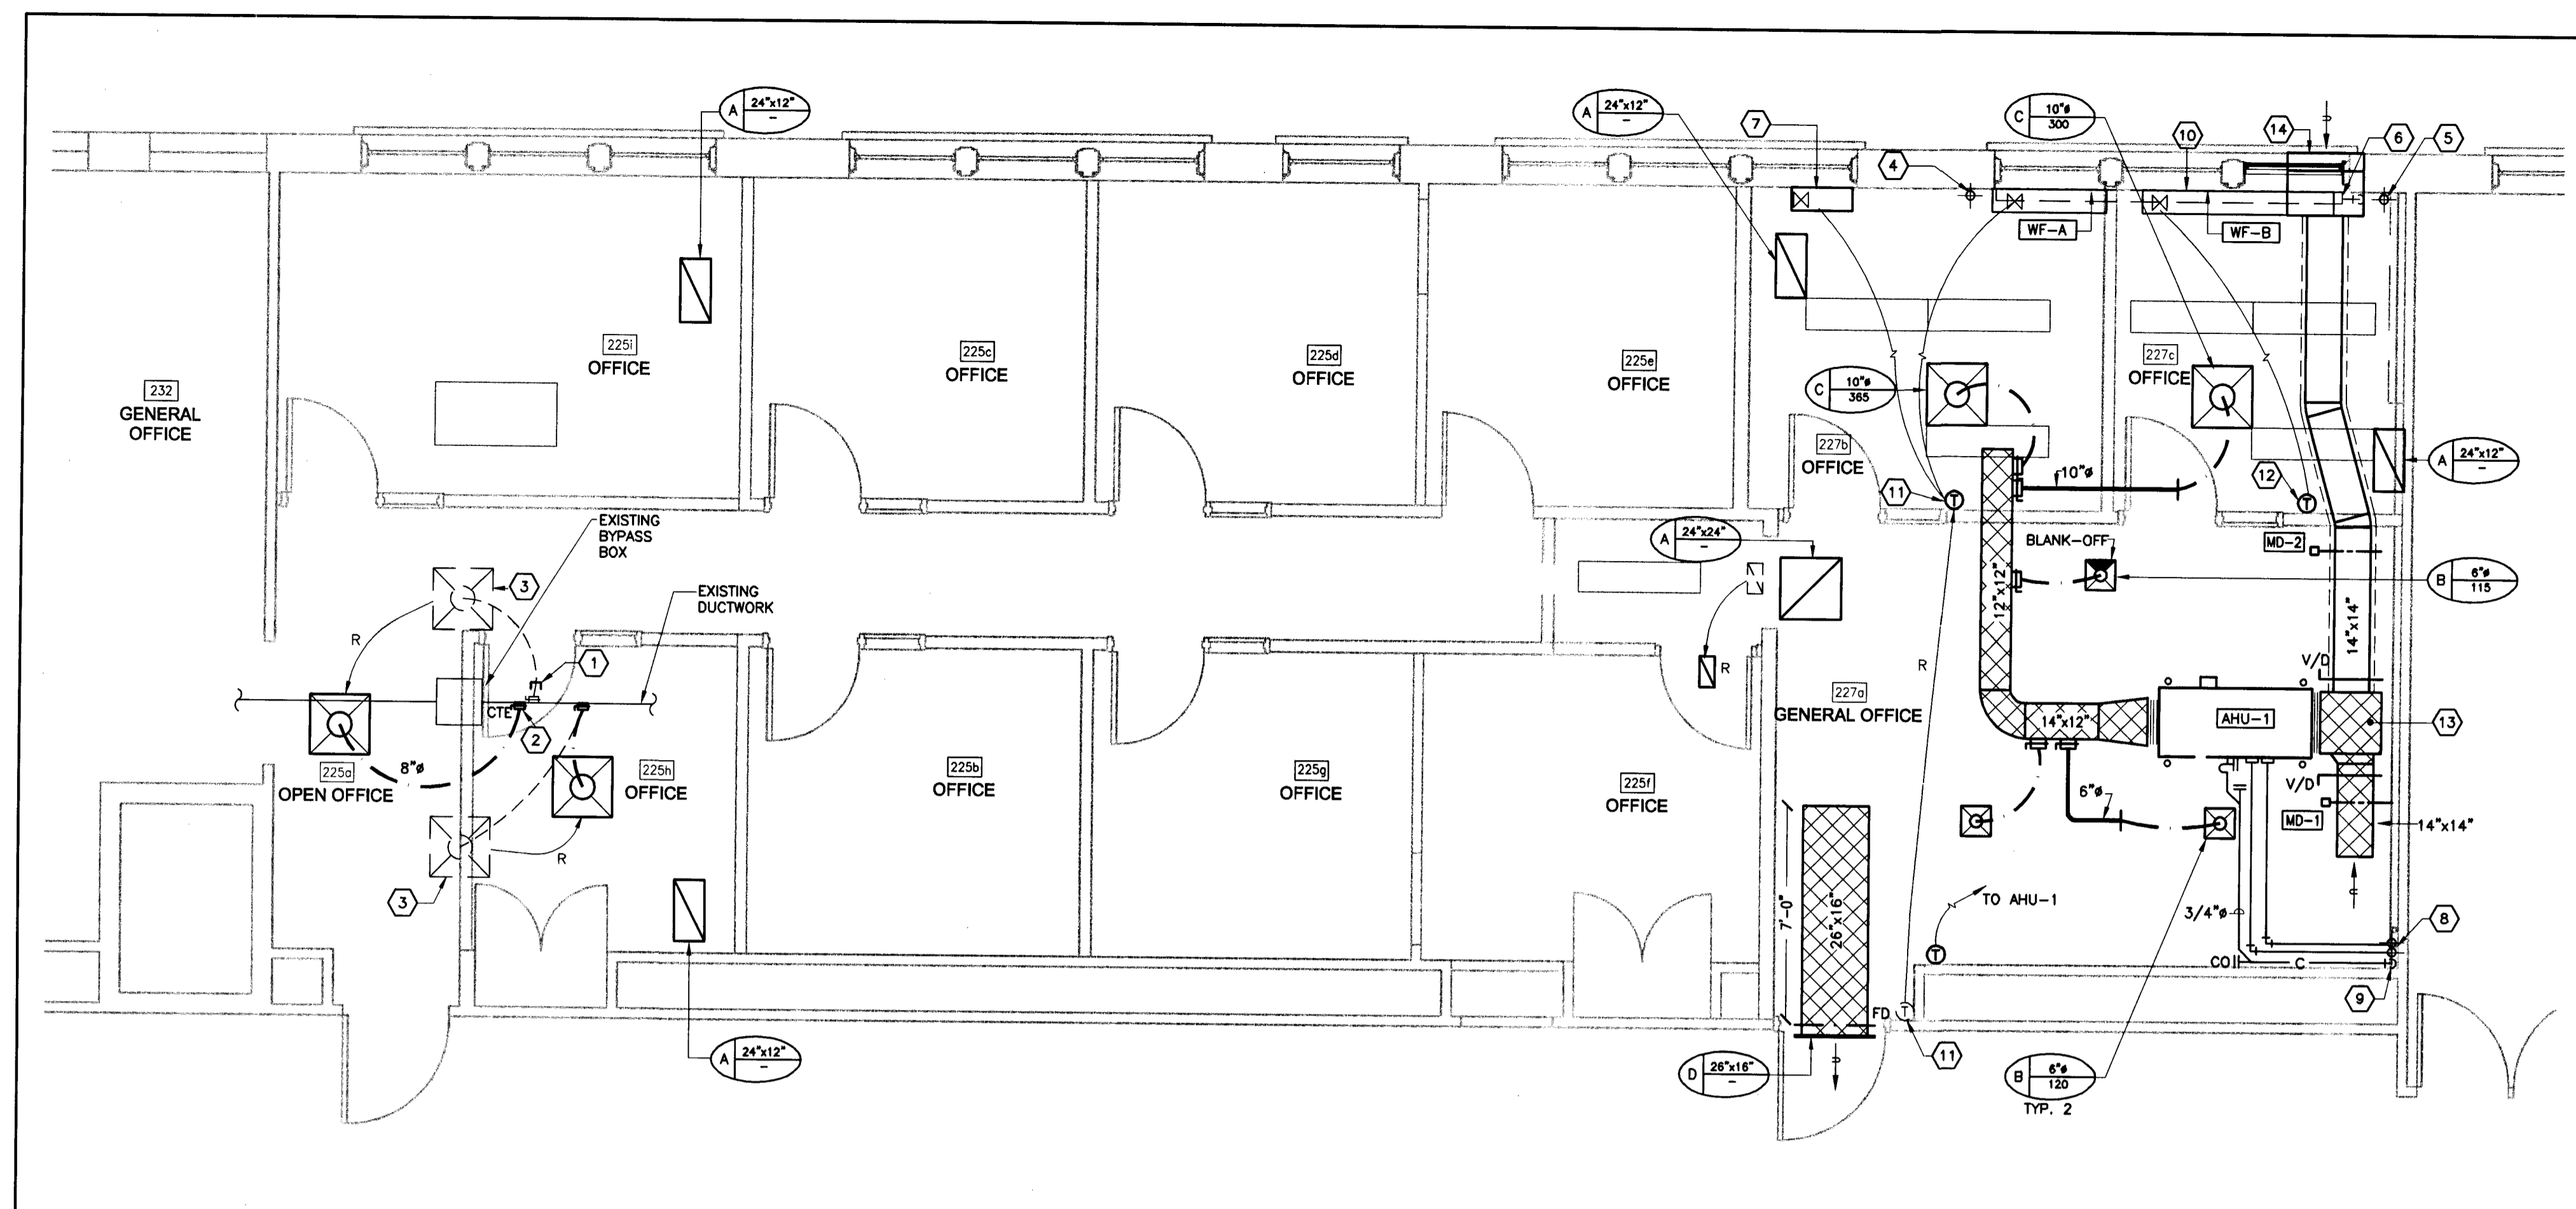 A 24"x12" -
A 24"x12" -
7
C 10"ø 300
10
14
6
5
4
WF-A
WF-B
232
GENERAL
OFFICE
225i
OFFICE
225c
OFFICE
225d
OFFICE
225e
OFFICE
C 10"ø 365
227c
OFFICE
227b
OFFICE
11
T
10"ø
12
T
A 24"x12" -
EXISTING
BYPASS
BOX
A 24"x24" -
BLANK-OFF
MD-2
B 6"ø 115
3
EXISTING
DUCTWORK
R
1
12"x12"
14"x14"
V/D
R
R
CTE
2
227a
GENERAL OFFICE
14"x12"
AHU-1
13
225a
OPEN OFFICE
8"ø
225h
OFFICE
225b
OFFICE
225g
OFFICE
225f
OFFICE
V/D
6"ø
MD-1
14"x14"
R
3
7'-0"
26"x16"
TO AHU-1
T
3/4"ø
8
CO
C
9
FD
T
11
A 24"x12" -
D 26"x16" -
B 6"ø 120
TYP. 2